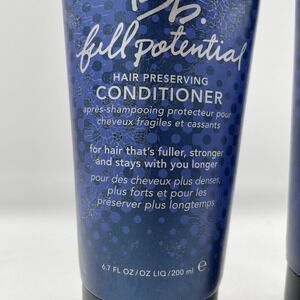 Bb.
full potential
HAIR PRESERVING
CONDITIONER
après-shampooing protecteur pour
cheveux fragiles et cassants
for hair that's fuller, stronger
and stays with you longer
pour des cheveux plus denses,
plus forts et pour les
préserver plus longtemps
6.7 FL OZ/OZ LIQ/200 ml ℮